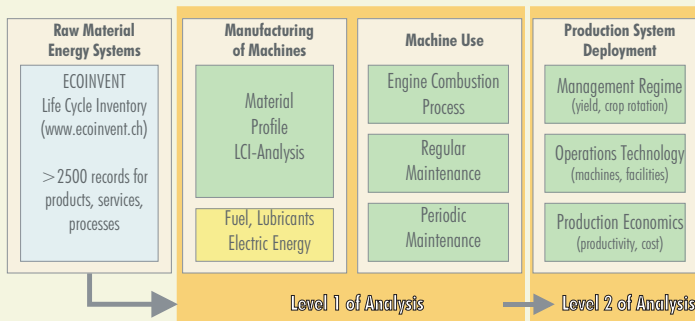 Raw Material
Energy Systems
ECOINVENT
Life Cycle Inventory
(www.ecoinvent.ch)
>2500 records for
products, services,
processes
Manufacturing
of Machines
Material
Profile
LCI-Analysis
Fuel, Lubricants
Electric Energy
Machine Use
Engine Combustion
Process
Regular
Maintenance
Periodic
Maintenance
Production System
Deployment
Management Regime
(yield, crop rotation)
Operations Technology
(machines, facilities)
Production Economics
(productivity, cost)
Level 1 of Analysis
Level 2 of Analysis